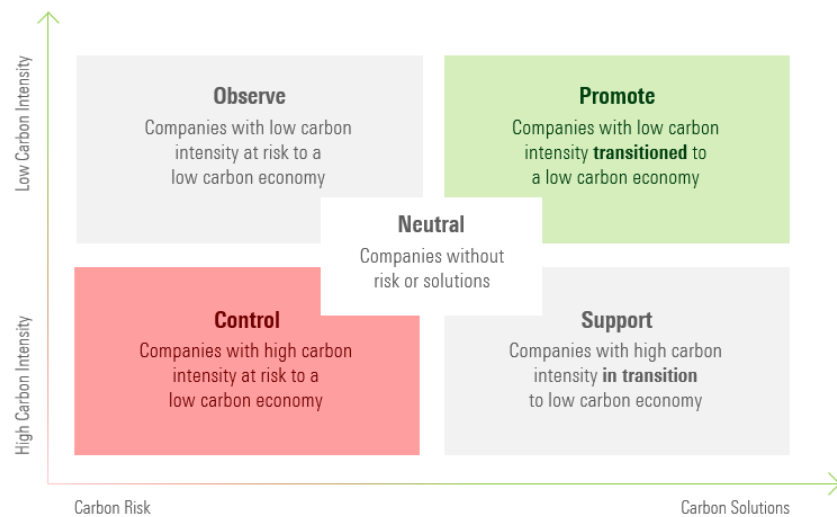 Low Carbon Intensity
High Carbon Intensity
Observe
Companies with low carbon
intensity at risk to a
low carbon economy
Promote
Companies with low carbon
intensity transitioned to
a low carbon economy
Neutral
Companies without
risk or solutions
Control
Companies with high carbon
intensity at risk to a
low carbon economy
Support
Companies with high carbon
intensity in transition
to low carbon economy
Carbon Risk
Carbon Solutions